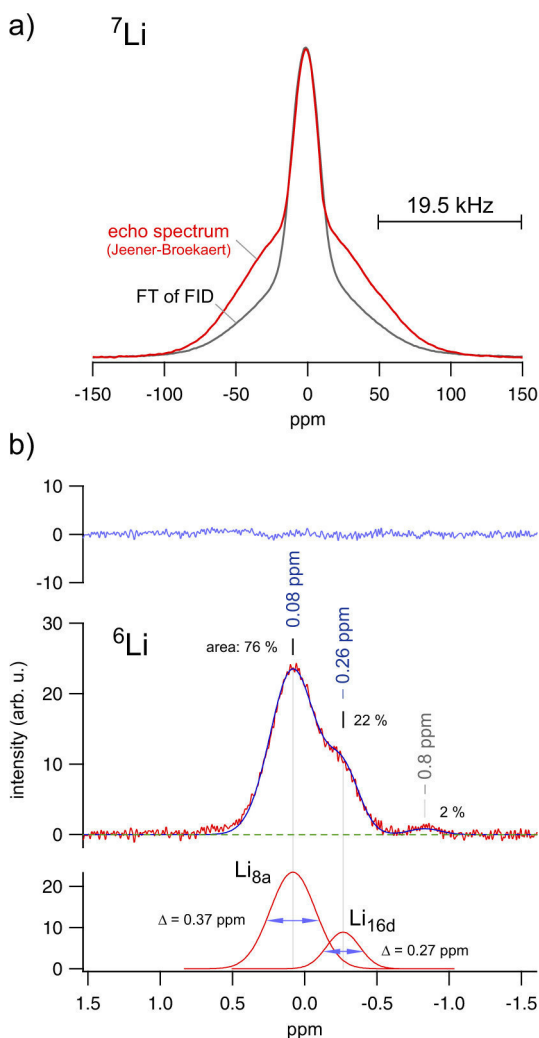 a)
⁷Li
19.5 kHz
echo spectrum
(Jeener-Broekaert)
FT of FID
-150 -100 -50 0 50 100 150
ppm
b)
10
0
-10
⁶Li
area: 76 %
0.08 ppm
– 0.26 ppm
22 %
– 0.8 ppm
2 %
intensity (arb. u.)
30
20
10
0
Li8a
Li16d
Δ = 0.37 ppm
Δ = 0.27 ppm
20
10
0
1.5 1.0 0.5 0.0 -0.5 -1.0 -1.5
ppm